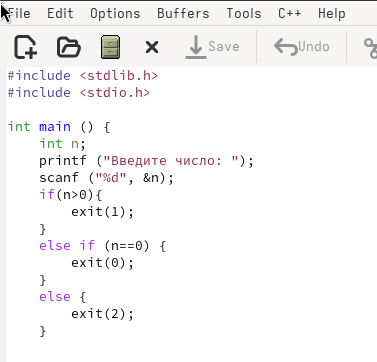 File Edit Options Buffers Tools C++ Help
Save Undo
#include <stdlib.h>
#include <stdio.h>
int main () {
    int n;
    printf ("Введите число: ");
    scanf ("%d", &n);
    if(n>0){
        exit(1);
    }
    else if (n==0) {
        exit(0);
    }
    else {
        exit(2);
    }